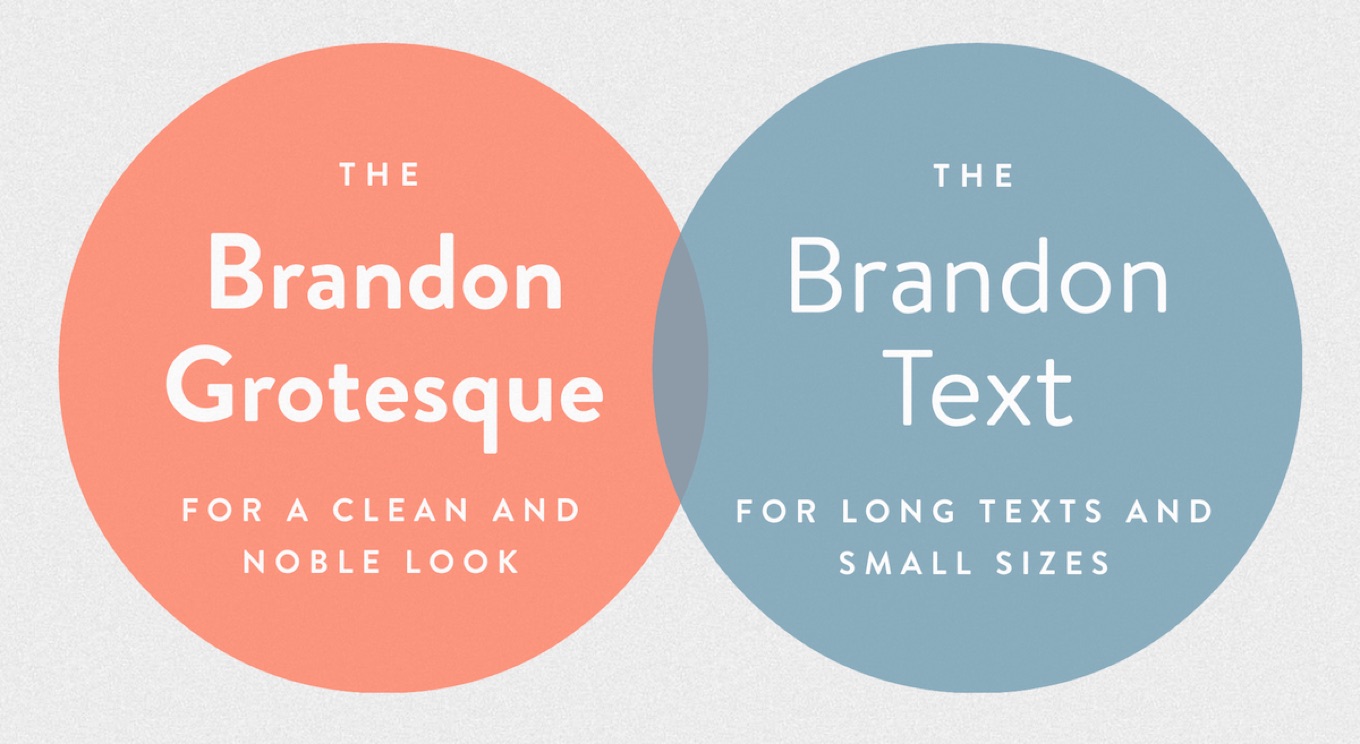 THE
Brandon
Grotesque
FOR A CLEAN AND
NOBLE LOOK
THE
Brandon
Text
FOR LONG TEXTS AND
SMALL SIZES